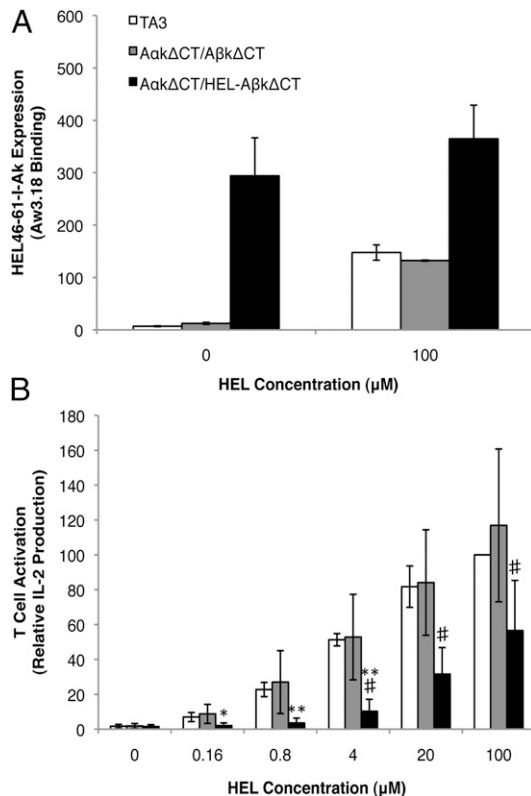 A
TA3
AαkΔCT/AβkΔCT
AαkΔCT/HEL-AβkΔCT
HEL46-61-I-Ak Expression
(Aw3.18 Binding)
600
500
400
300
200
100
0
0 100
HEL Concentration (μM)
B
T Cell Activation
(Relative IL-2 Production)
180
160
140
120
100
80
60
40
20
0
*
**
**
#
#
#
0 0.16 0.8 4 20 100
HEL Concentration (μM)